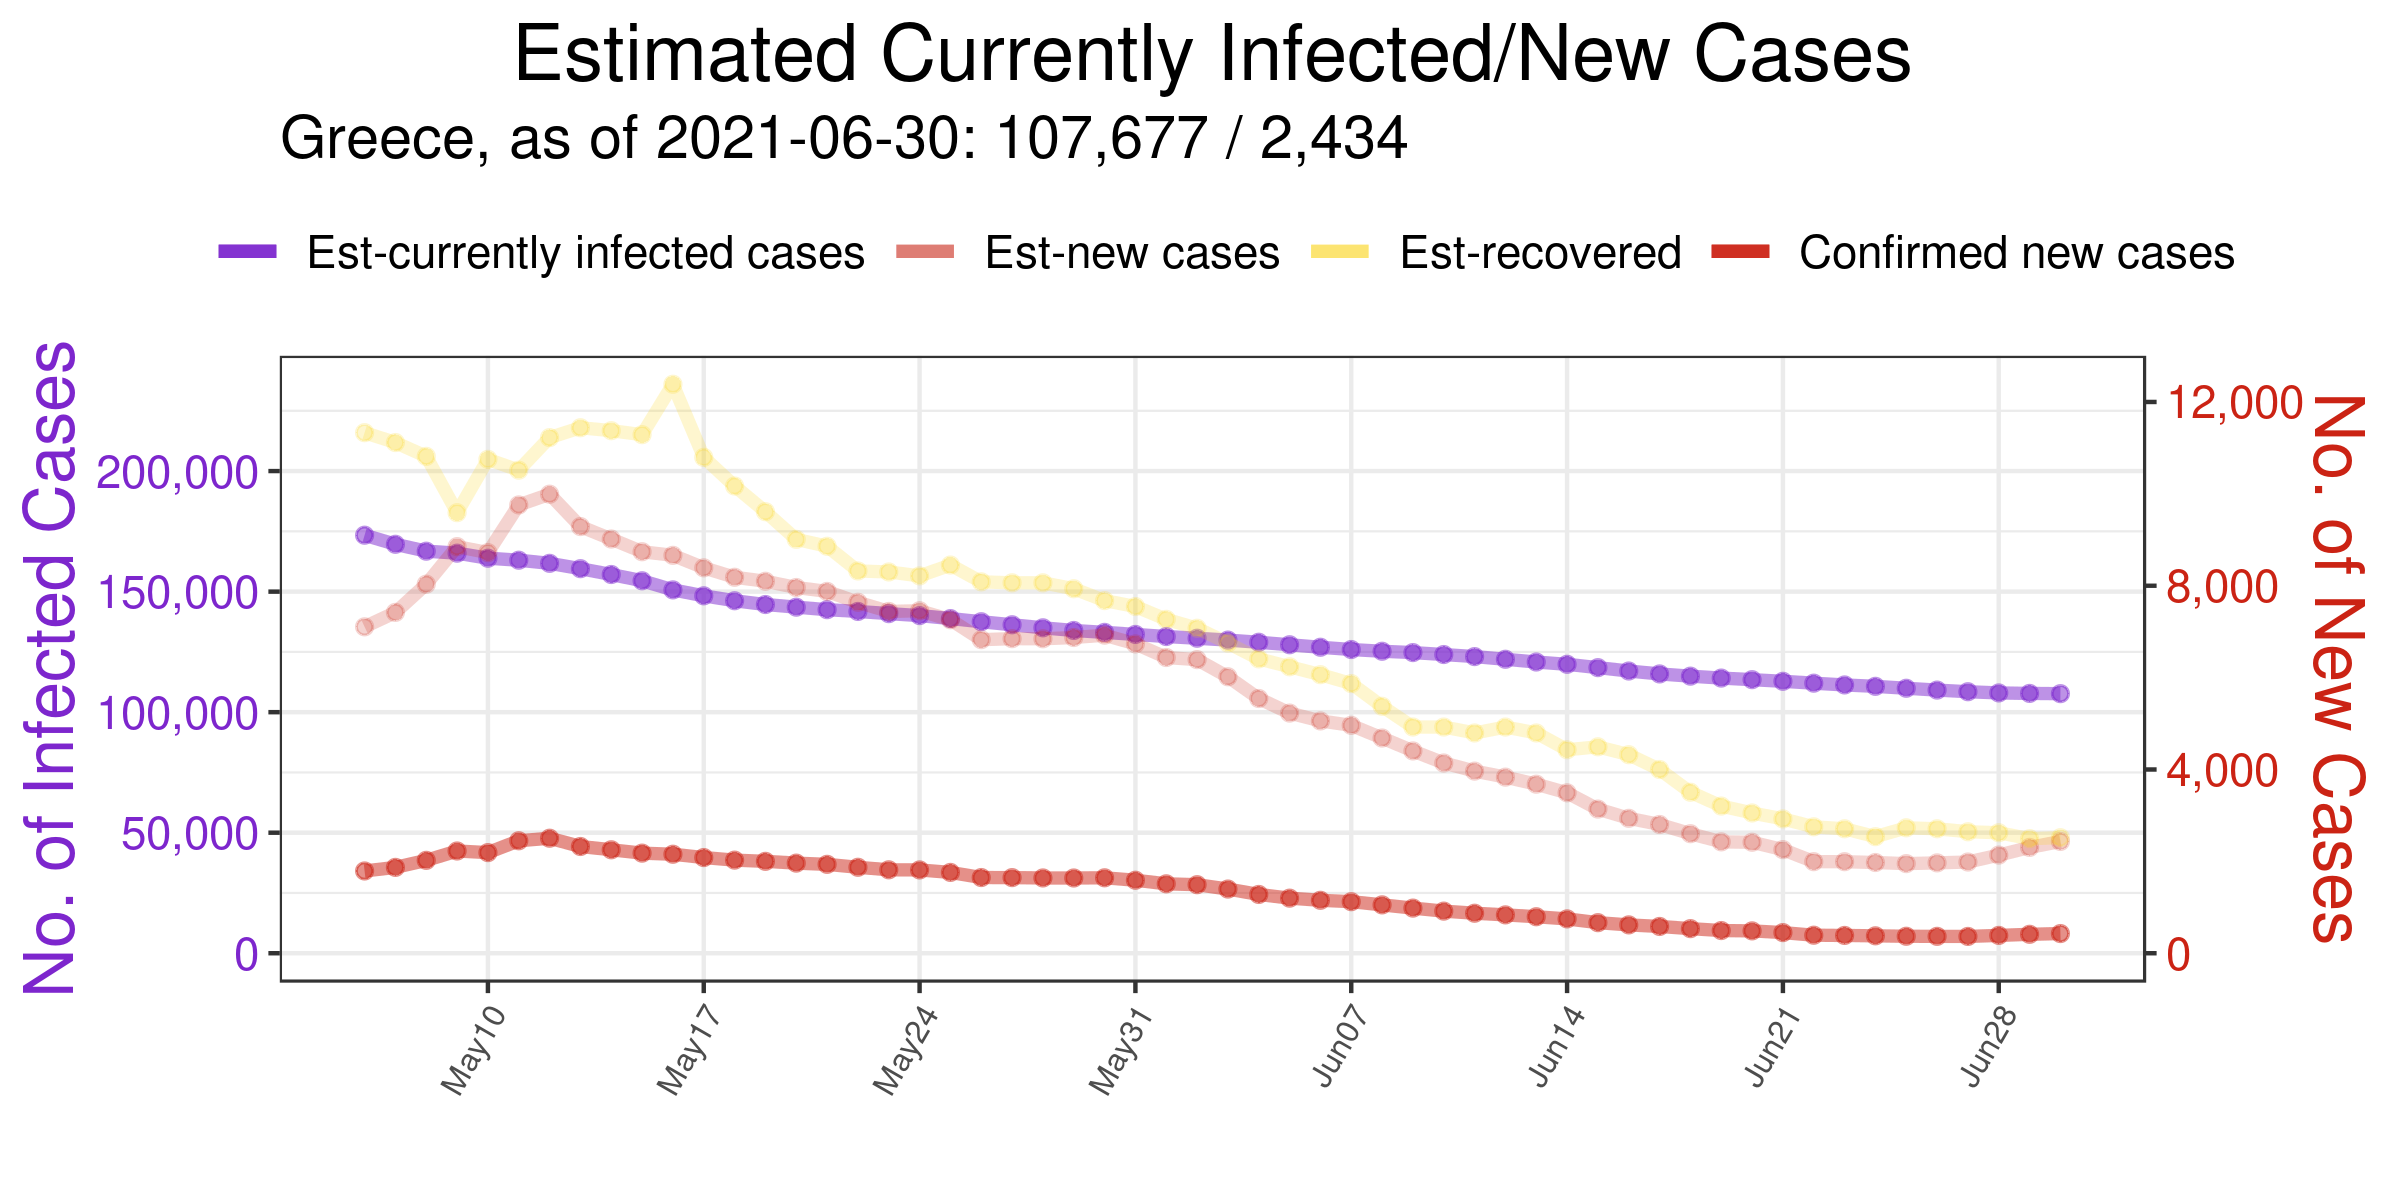 Estimated Currently Infected/New Cases
Greece, as of 2021-06-30: 107,677 / 2,434
Est-currently infected cases Est-new cases Est-recovered Confirmed new cases
No. of Infected Cases
200,000
150,000
100,000
50,000
0
12,000
8,000
4,000
0
No. of New Cases
May10 May17 May24 May31 Jun07 Jun14 Jun21 Jun28